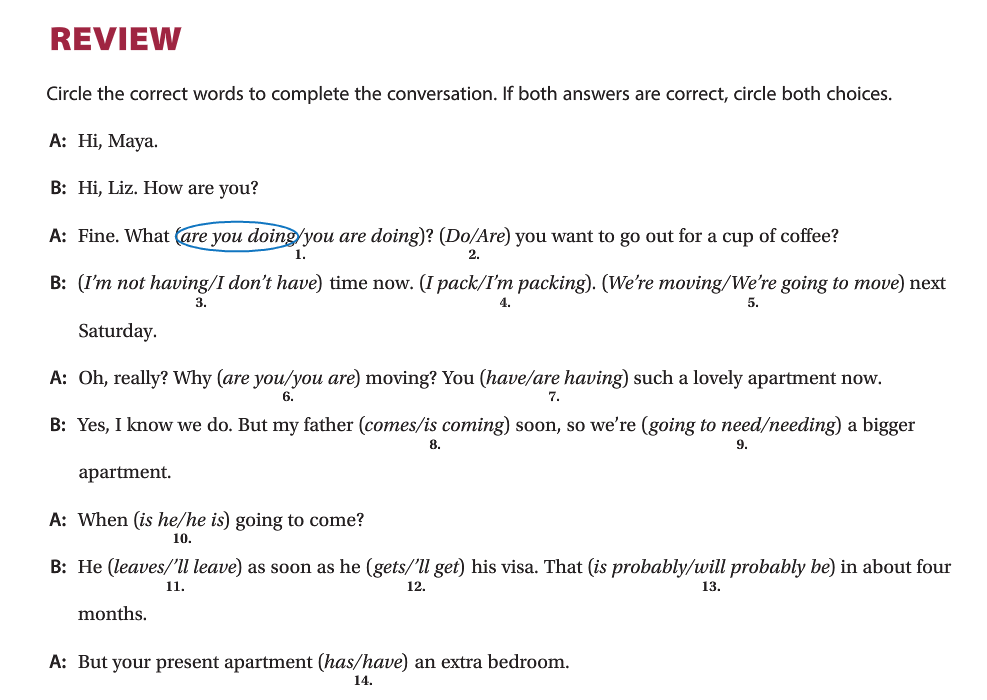 REVIEW
Circle the correct words to complete the conversation. If both answers are correct, circle both choices.
A: Hi, Maya.
B: Hi, Liz. How are you?
A: Fine. What (are you doing/you are doing)? (Do/Are) you want to go out for a cup of coffee?
1. 2.
B: (I’m not having/I don’t have) time now. (I pack/I’m packing). (We’re moving/We’re going to move) next
3. 4. 5.
Saturday.
A: Oh, really? Why (are you/you are) moving? You (have/are having) such a lovely apartment now.
6. 7.
B: Yes, I know we do. But my father (comes/is coming) soon, so we’re (going to need/needing) a bigger
8. 9.
apartment.
A: When (is he/he is) going to come?
10.
B: He (leaves/’ll leave) as soon as he (gets/’ll get) his visa. That (is probably/will probably be) in about four
11. 12. 13.
months.
A: But your present apartment (has/have) an extra bedroom.
14.